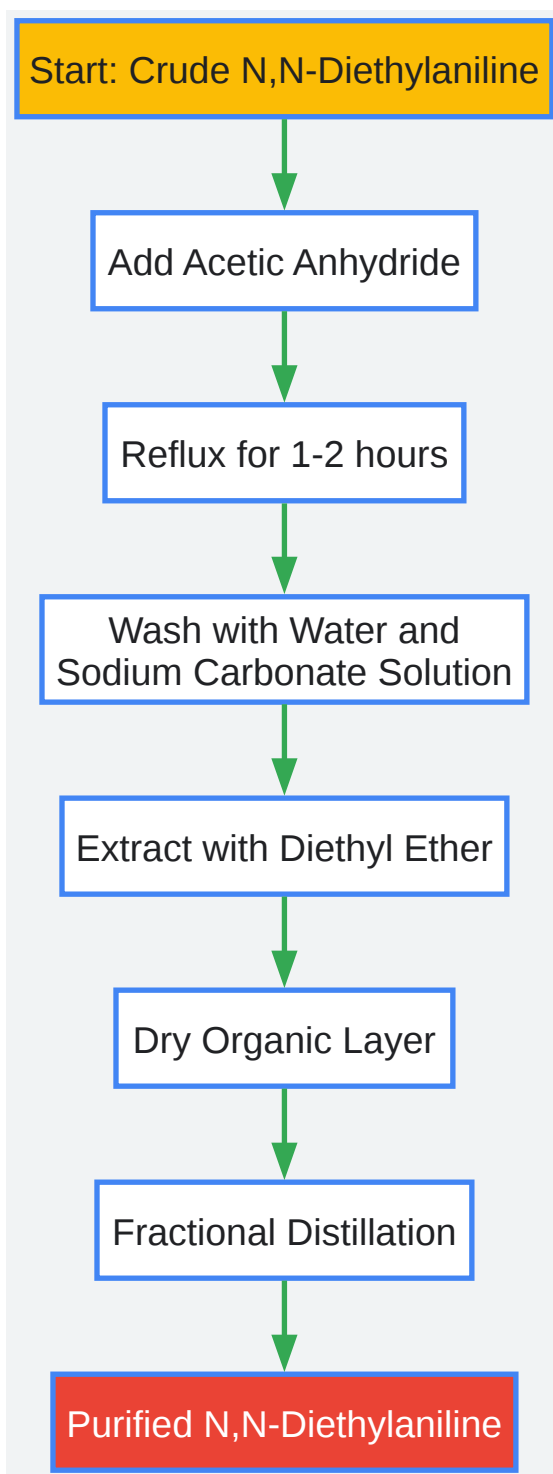 Start: Crude N,N-Diethylaniline
Add Acetic Anhydride
Reflux for 1-2 hours
Wash with Water and
Sodium Carbonate Solution
Extract with Diethyl Ether
Dry Organic Layer
Fractional Distillation
Purified N,N-Diethylaniline